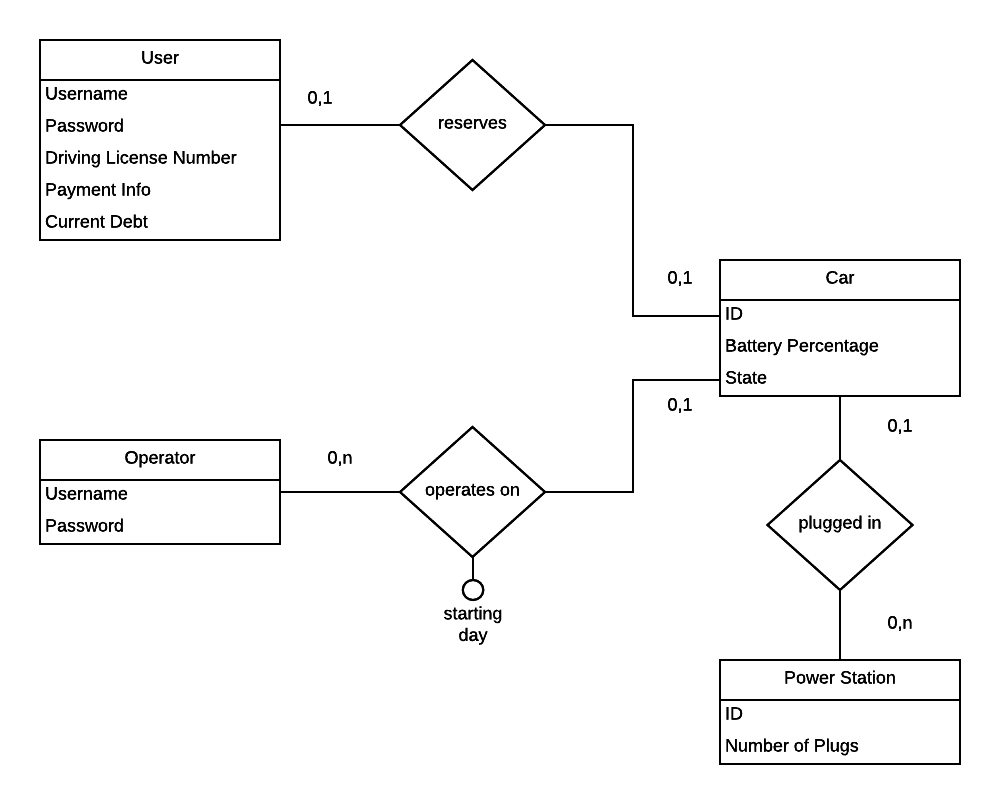 User
Username
Password
Driving License Number
Payment Info
Current Debt
0,1
reserves
0,1
Car
ID
Battery Percentage
State
0,1
0,1
Operator
Username
Password
0,n
operates on
starting
day
plugged in
0,n
Power Station
ID
Number of Plugs